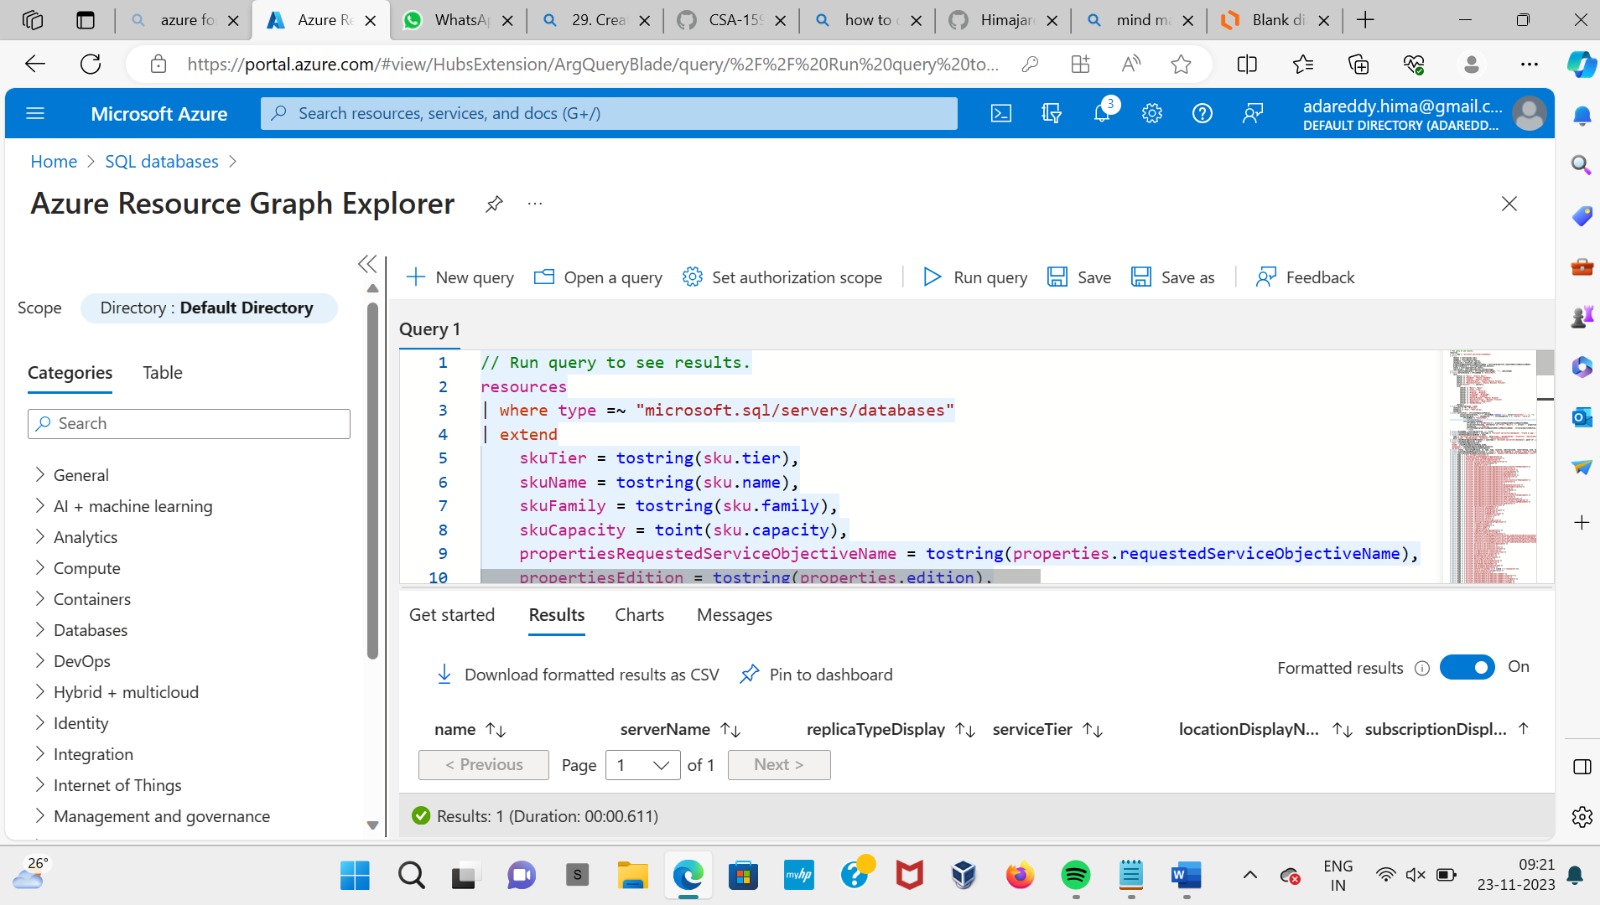 azure fo
Azure Re
WhatsAp
29. Crea
CSA-159
how to c
Himajar
mind ma
Blank di
https://portal.azure.com/#view/HubsExtension/ArgQueryBlade/query/%2F%2F%20Run%20query%20to...
Microsoft Azure
Search resources, services, and docs (G+/)
3
adareddy.hima@gmail.c...
DEFAULT DIRECTORY (ADAREDD...
Home > SQL databases >
Azure Resource Graph Explorer
...
Scope
Directory : Default Directory
Categories
Table
Search
General
AI + machine learning
Analytics
Compute
Containers
Databases
DevOps
Hybrid + multicloud
Identity
Integration
Internet of Things
Management and governance
New query
Open a query
Set authorization scope
Run query
Save
Save as
Feedback
Query 1
1 // Run query to see results.
2 resources
3 | where type =~ "microsoft.sql/servers/databases"
4 | extend
5 skuTier = tostring(sku.tier),
6 skuName = tostring(sku.name),
7 skuFamily = tostring(sku.family),
8 skuCapacity = toint(sku.capacity),
9 propertiesRequestedServiceObjectiveName = tostring(properties.requestedServiceObjectiveName),
10 propertiesEdition = tostring(properties.edition),
Get started
Results
Charts
Messages
Download formatted results as CSV
Pin to dashboard
Formatted results
On
name ↑↓
serverName ↑↓
replicaTypeDisplay ↑↓
serviceTier ↑↓
locationDisplayN... ↑↓
subscriptionDispl... ↑
< Previous
Page
1
of 1
Next >
Results: 1 (Duration: 00:00.611)
26°
S
myhp
?
W
ENG
IN
09:21
23-11-2023